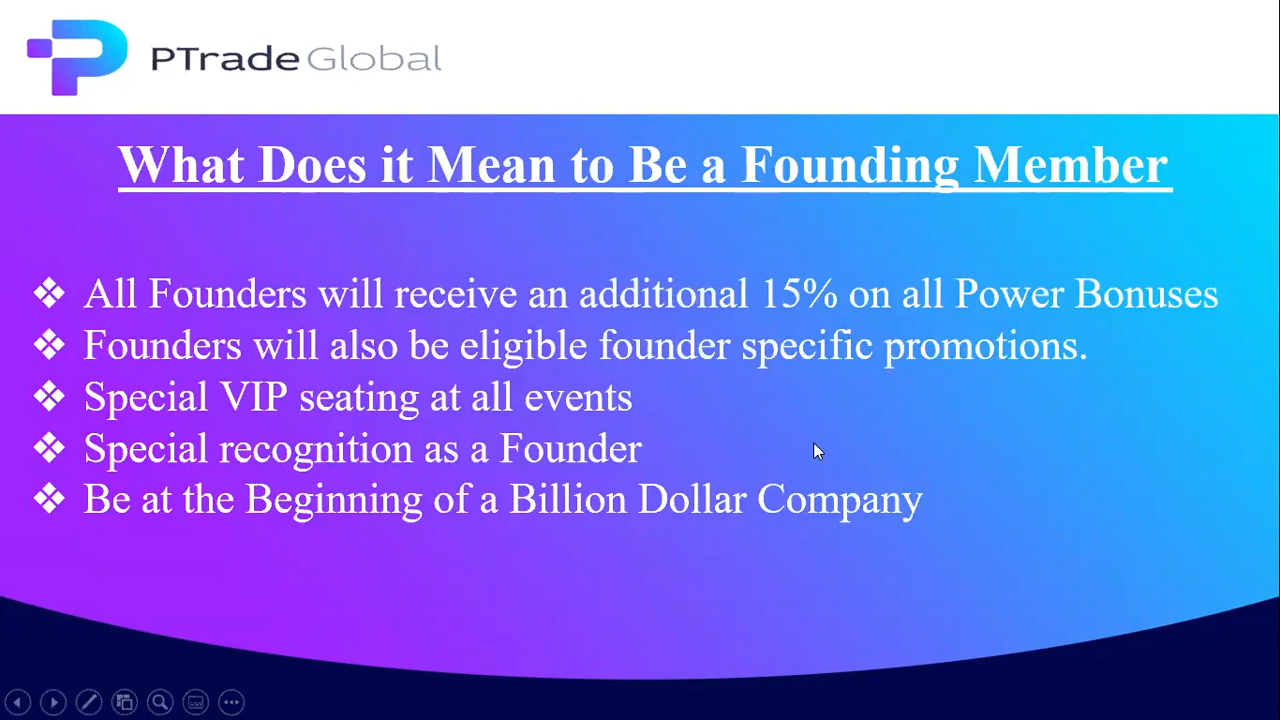 PTrade Global
What Does it Mean to Be a Founding Member
All Founders will receive an additional 15% on all Power Bonuses
Founders will also be eligible founder specific promotions.
Special VIP seating at all events
Special recognition as a Founder
Be at the Beginning of a Billion Dollar Company